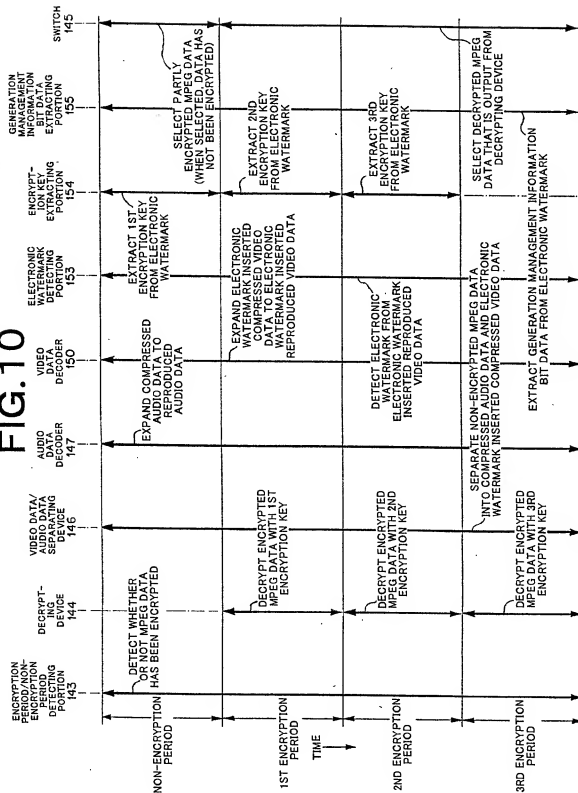 FIG.10
ENCRYPTION
PERIOD/NON-
ENCRYPTION
PERIOD
DETECTING
PORTION
143
DECRYPT-
ING
DEVICE
144
VIDEO DATA/
AUDIO DATA
SEPARATING
DEVICE
146
AUDIO
DATA
DECODER
147
VIDEO DATA
DECODER
150
ELECTRONIC
WATERMARK
DETECTING
PORTION
153
ENCRYPT-
ION KEY
EXTRACTING
PORTION
154
GENERATION
MANAGEMENT
INFORMATION
BIT DATA
EXTRACTING
PORTION
155
SWITCH
145
NON-ENCRYPTION
PERIOD
DETECT WHETHER
OR NOT MPEG DATA
HAS BEEN ENCRYPTED
EXPAND COMPRESSED
AUDIO DATA TO
REPRODUCED
AUDIO DATA
EXTRACT 1ST
ENCRYPTION KEY
FROM ELECTRONIC
WATERMARK
SELECT PARTLY
ENCRYPTED MPEG DATA
(WHEN SELECTED, DATA HAS
NOT BEEN ENCRYPTED)
1ST ENCRYPTION
PERIOD
DECRYPT ENCRYPTED
MPEG DATA WITH 1ST
ENCRYPTION KEY
EXPAND ELECTRONIC
WATERMARK INSERTED
COMPRESSED VIDEO
DATA TO ELECTRONIC
WATERMARK INSERTED
REPRODUCED VIDEO DATA
EXTRACT 2ND
ENCRYPTION KEY
FROM ELECTRONIC
WATERMARK
TIME
2ND ENCRYPTION
PERIOD
DECRYPT ENCRYPTED
MPEG DATA WITH 2ND
ENCRYPTION KEY
DETECT ELECTRONIC
WATERMARK FROM
ELECTRONIC WATERMARK
INSERTED REPRODUCED
VIDEO DATA
EXTRACT 3RD
ENCRYPTION KEY
FROM ELECTRONIC
WATERMARK
3RD ENCRYPTION
PERIOD
DECRYPT ENCRYPTED
MPEG DATA WITH 3RD
ENCRYPTION KEY
SEPARATE NON-ENCRYPTED MPEG DATA
INTO COMPRESSED AUDIO DATA AND ELECTRONIC
WATERMARK INSERTED COMPRESSED VIDEO DATA
EXTRACT GENERATION MANAGEMENT INFORMATION
BIT DATA FROM ELECTRONIC WATERMARK
SELECT DECRYPTED MPEG
DATA THAT IS OUTPUT FROM
DECRYPTING DEVICE